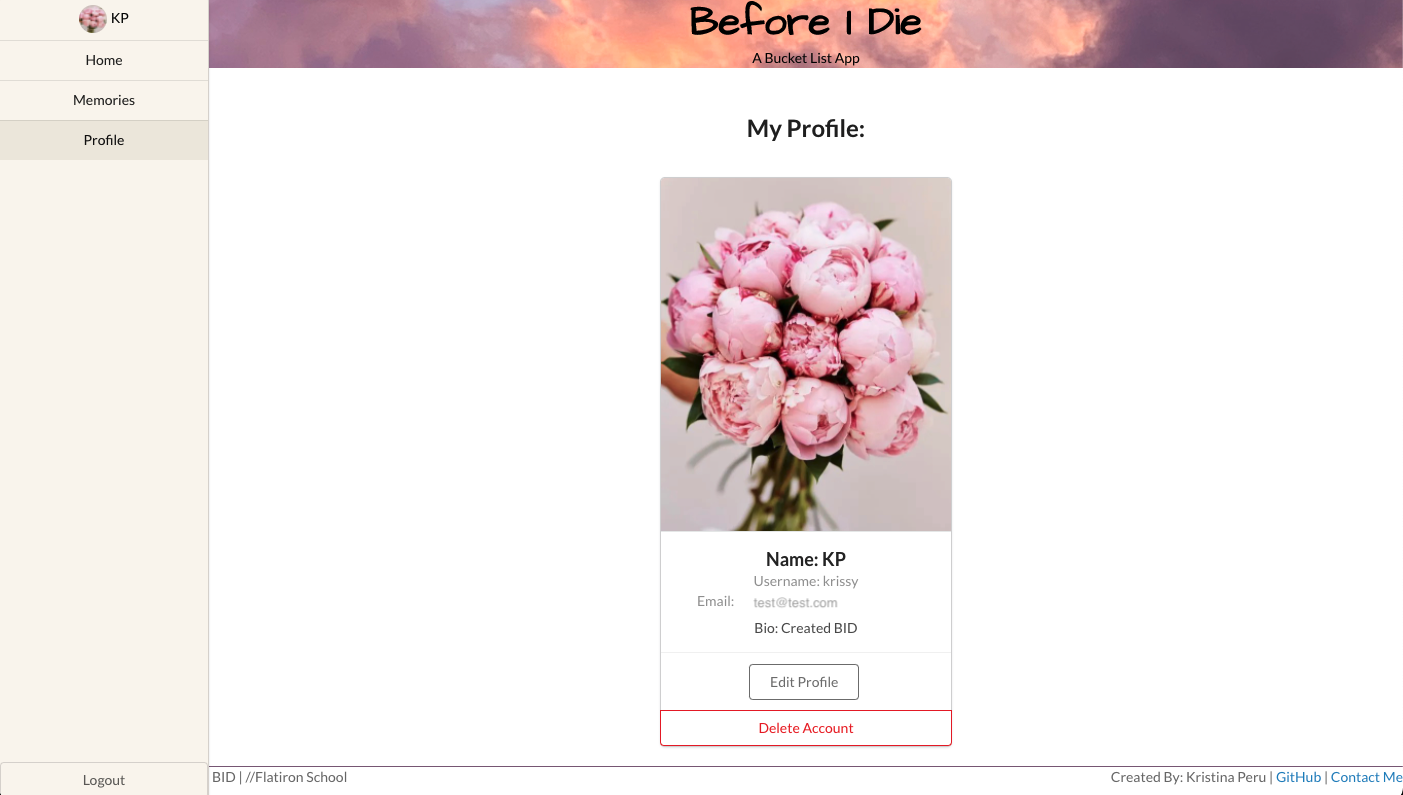 KP
Home
Memories
Profile
Logout
Before I Die
A Bucket List App
My Profile:
Name: KP
Username: krissy
Email: test@test.com
Bio: Created BID
Edit Profile
Delete Account
BID | //Flatiron School
Created By: Kristina Peru | GitHub | Contact Me